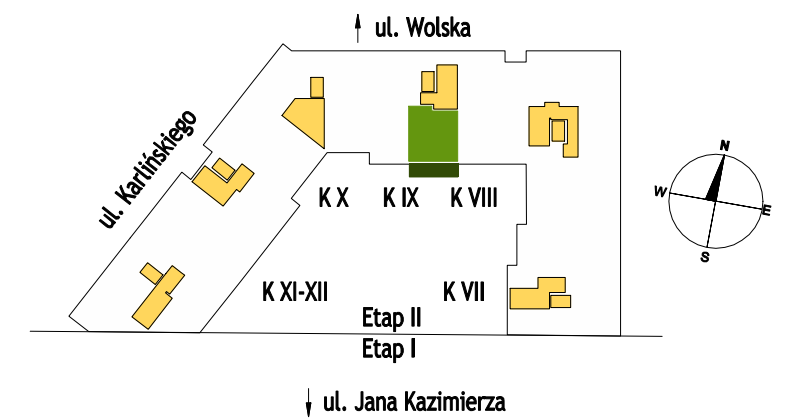 ul. Wolska
ul. Karlińskiego
N
W
E
S
K X
K IX
K VIII
K XI-XII
K VII
Etap II
Etap I
ul. Jana Kazimierza